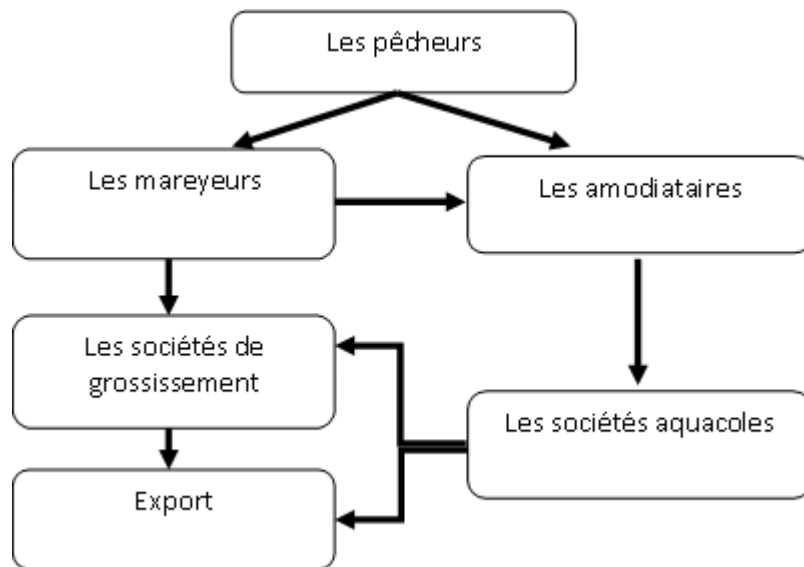 Les pêcheurs
Les mareyeurs
Les amodiataires
Les sociétés de
grossissement
Les sociétés aquacoles
Export